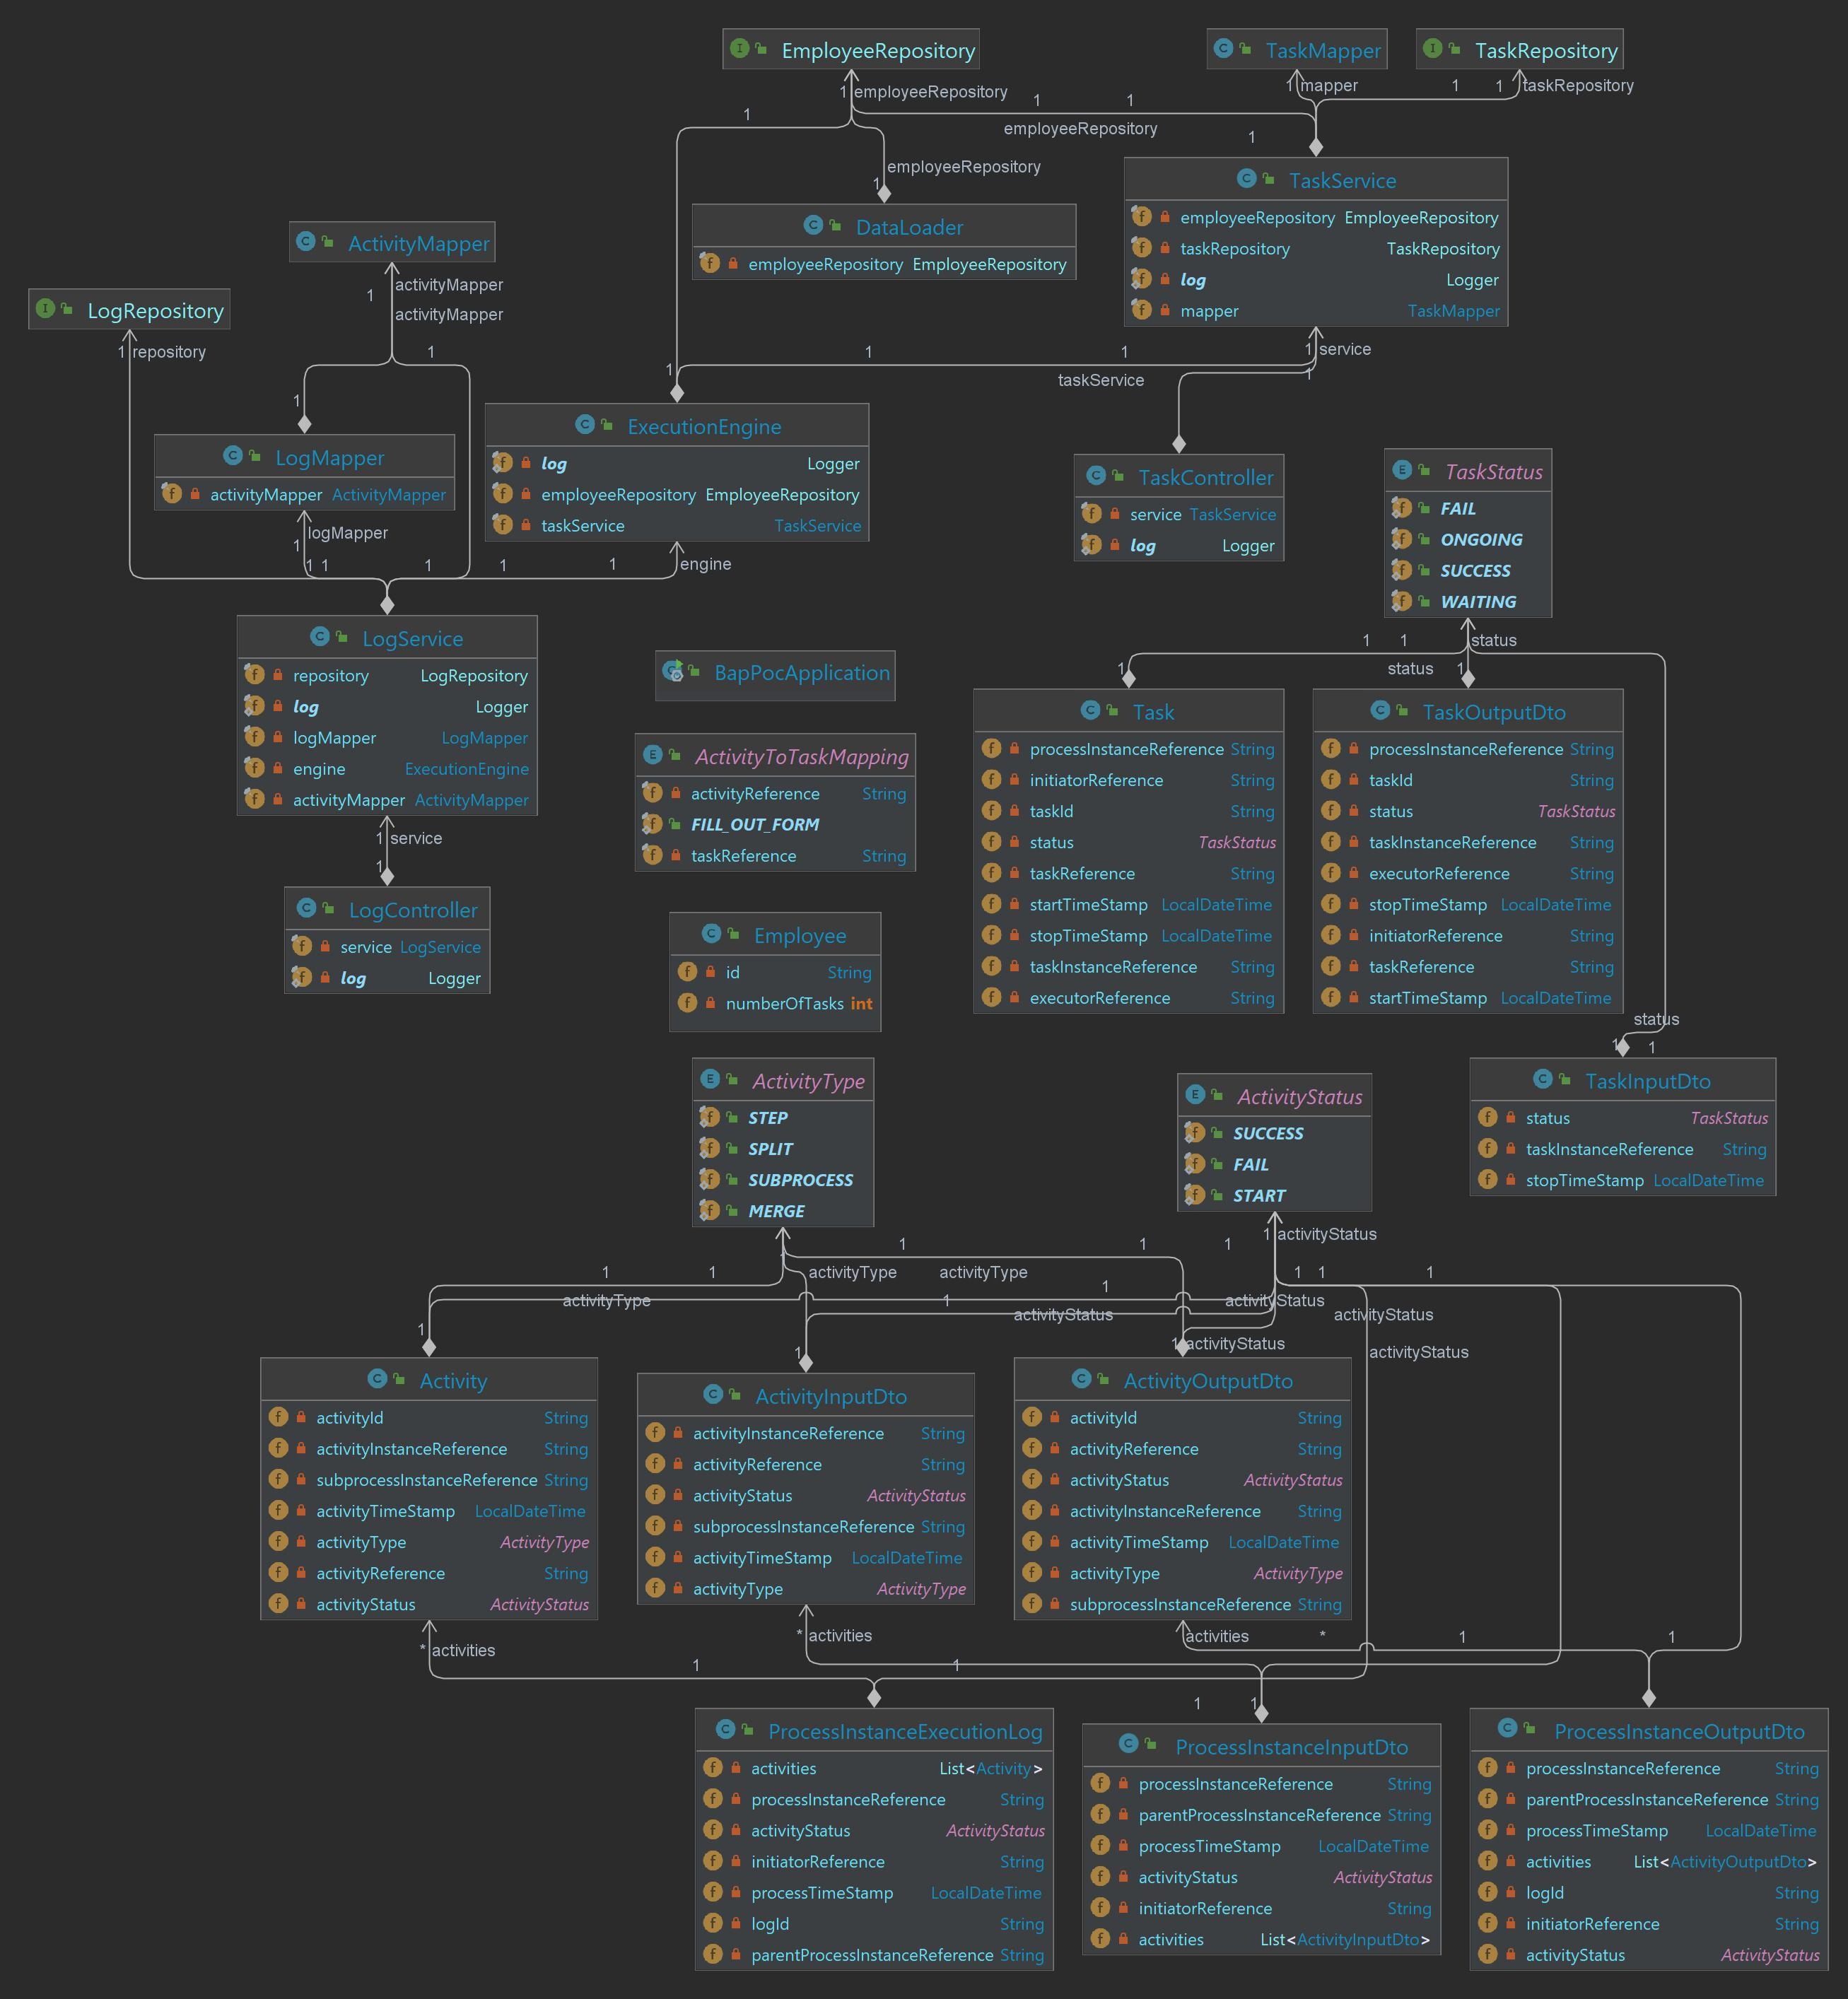 EmployeeRepository
TaskMapper
TaskRepository
1 employeeRepository
1 mapper
1 1 taskRepository
1 1 1
employeeRepository
1
employeeRepository
1
TaskService
employeeRepository EmployeeRepository
taskRepository TaskRepository
log Logger
mapper TaskMapper
DataLoader
employeeRepository EmployeeRepository
ActivityMapper
activityMapper
1
activityMapper
LogRepository
1 repository
1
1 1
1 service
taskService
1
1
1
LogMapper
activityMapper ActivityMapper
ExecutionEngine
log Logger
employeeRepository EmployeeRepository
taskService TaskService
TaskController
service TaskService
log Logger
TaskStatus
FAIL
ONGOING
SUCCESS
WAITING
logMapper
1
1 1 1 1 1 engine
LogService
repository LogRepository
log Logger
logMapper LogMapper
engine ExecutionEngine
activityMapper ActivityMapper
BapPocApplication
1 1 status
1 status 1
1 service
1
LogController
service LogService
log Logger
ActivityToTaskMapping
activityReference String
FILL_OUT_FORM
taskReference String
Employee
id String
numberOfTasks int
Task
processInstanceReference String
initiatorReference String
taskId String
status TaskStatus
taskReference String
startTimeStamp LocalDateTime
stopTimeStamp LocalDateTime
taskInstanceReference String
executorReference String
TaskOutputDto
processInstanceReference String
taskId String
status TaskStatus
taskInstanceReference String
executorReference String
stopTimeStamp LocalDateTime
initiatorReference String
taskReference String
startTimeStamp LocalDateTime
status
1 1
TaskInputDto
status TaskStatus
taskInstanceReference String
stopTimeStamp LocalDateTime
ActivityType
STEP
SPLIT
SUBPROCESS
MERGE
ActivityStatus
SUCCESS
FAIL
START
1 activityStatus
1 1 1
1 1 1 activityType activityType 1 1 1 1
activityType 1 activityStatus activityStatus activityStatus
1 1 1 activityStatus activityStatus
Activity
activityId String
activityInstanceReference String
subprocessInstanceReference String
activityTimeStamp LocalDateTime
activityType ActivityType
activityReference String
activityStatus ActivityStatus
ActivityInputDto
activityInstanceReference String
activityReference String
activityStatus ActivityStatus
subprocessInstanceReference String
activityTimeStamp LocalDateTime
activityType ActivityType
ActivityOutputDto
activityId String
activityReference String
activityStatus ActivityStatus
activityInstanceReference String
activityTimeStamp LocalDateTime
activityType ActivityType
subprocessInstanceReference String
* activities
* activities
activities * 1 1
1 1
1 1
ProcessInstanceExecutionLog
activities List<Activity>
processInstanceReference String
activityStatus ActivityStatus
initiatorReference String
processTimeStamp LocalDateTime
logId String
parentProcessInstanceReference String
ProcessInstanceInputDto
processInstanceReference String
parentProcessInstanceReference String
processTimeStamp LocalDateTime
activityStatus ActivityStatus
initiatorReference String
activities List<ActivityInputDto>
ProcessInstanceOutputDto
processInstanceReference String
parentProcessInstanceReference String
processTimeStamp LocalDateTime
activities List<ActivityOutputDto>
logId String
initiatorReference String
activityStatus ActivityStatus